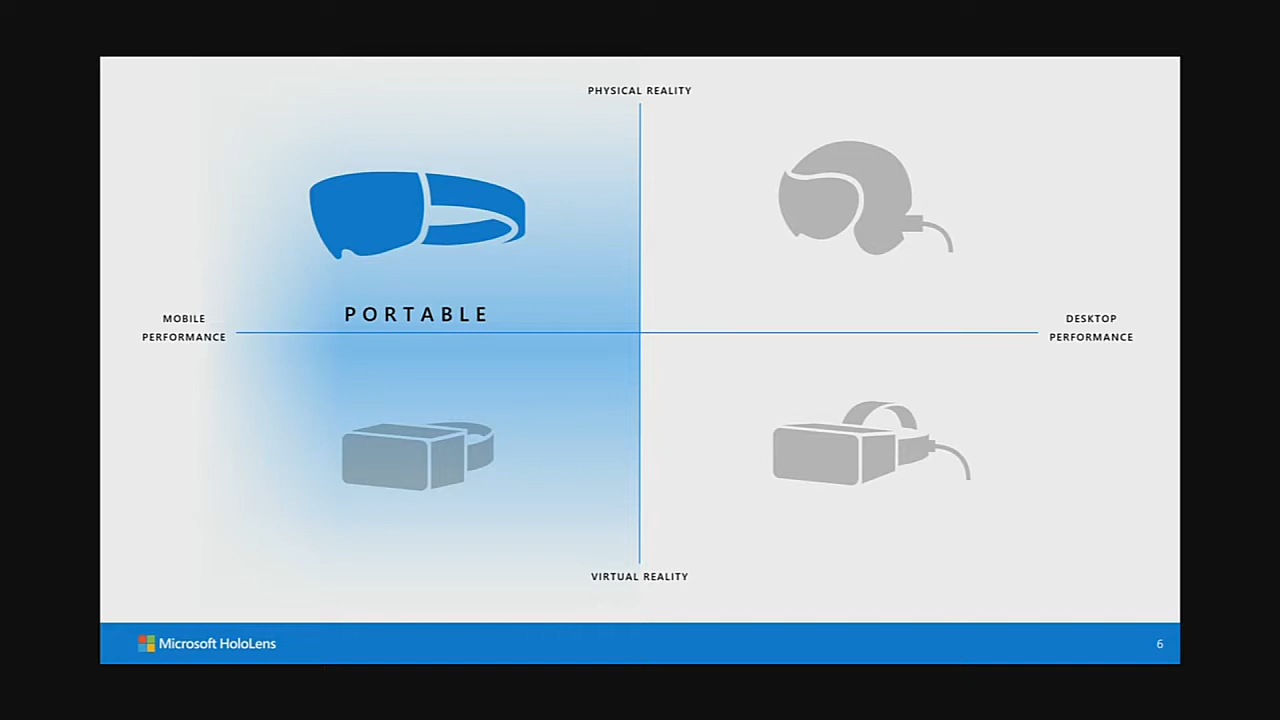 PHYSICAL REALITY
PORTABLE
MOBILE
PERFORMANCE
DESKTOP
PERFORMANCE
VIRTUAL REALITY
Microsoft HoloLens
6